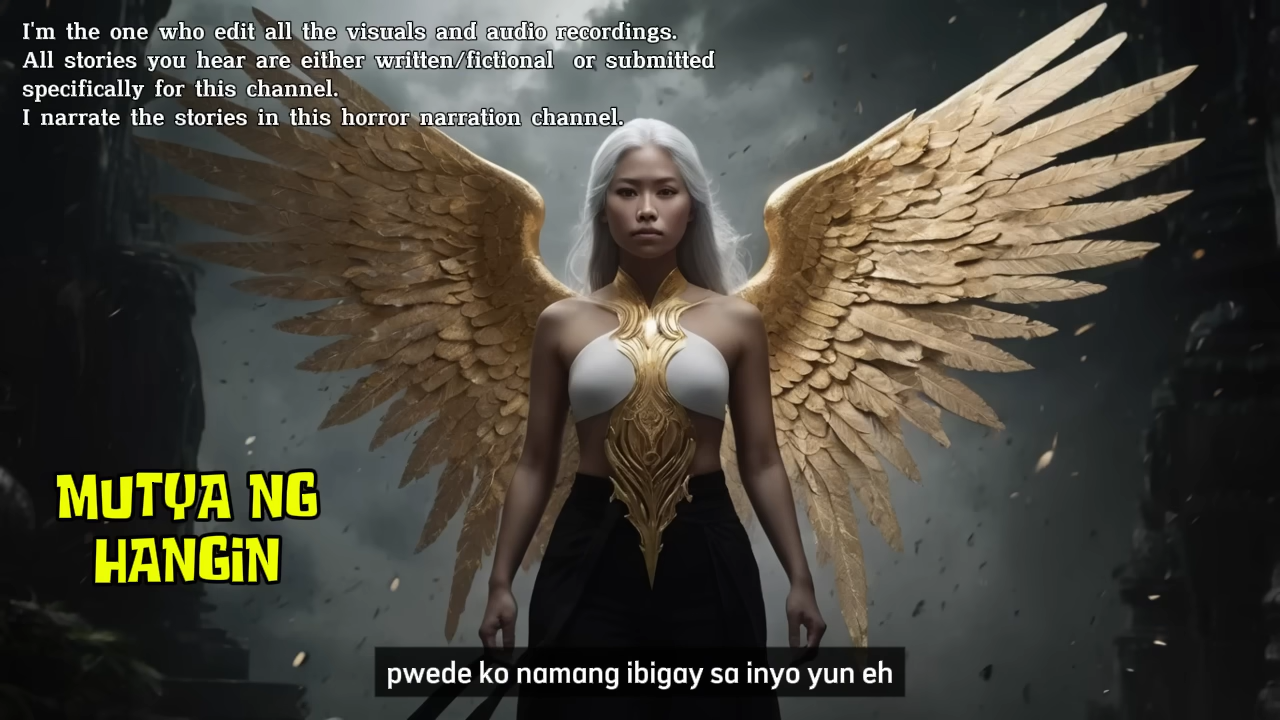 I'm the one who edit all the visuals and audio recordings.
All stories you hear are either written/fictional or submitted
specifically for this channel.
I narrate the stories in this horror narration channel.
MUTYA NG
HANGiN
pwede ko namang ibigay sa inyo yun eh